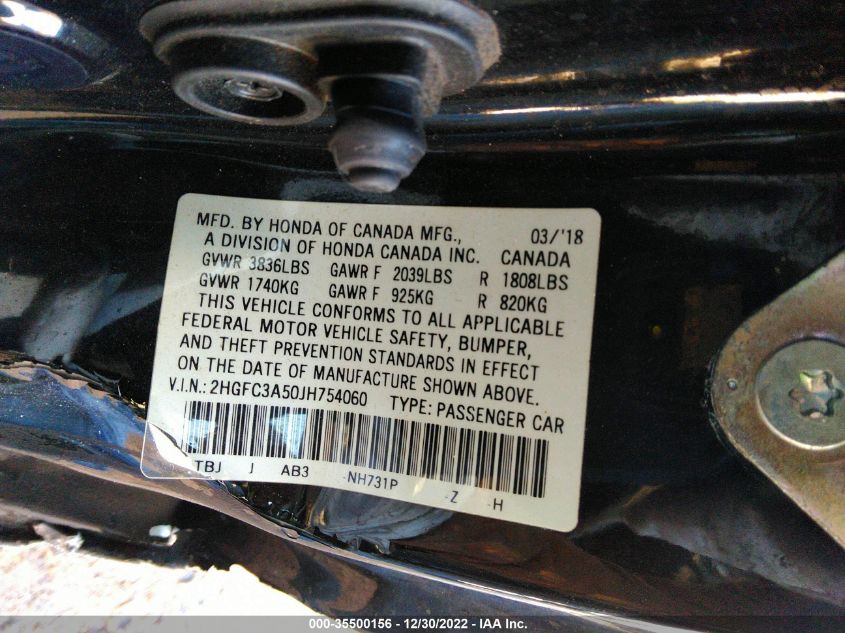 MFD. BY HONDA OF CANADA MFG., 03/'18
A DIVISION OF HONDA CANADA INC. CANADA
GVWR 3836LBS GAWR F 2039LBS R 1808LBS
GVWR 1740KG GAWR F 925KG R 820KG
THIS VEHICLE CONFORMS TO ALL APPLICABLE
FEDERAL MOTOR VEHICLE SAFETY, BUMPER,
AND THEFT PREVENTION STANDARDS IN EFFECT
ON THE DATE OF MANUFACTURE SHOWN ABOVE.
V.I.N.: 2HGFC3A50JH754060 TYPE: PASSENGER CAR
TBJ J AB3 NH731P Z H
000-35500156 - 12/30/2022 - IAA Inc.